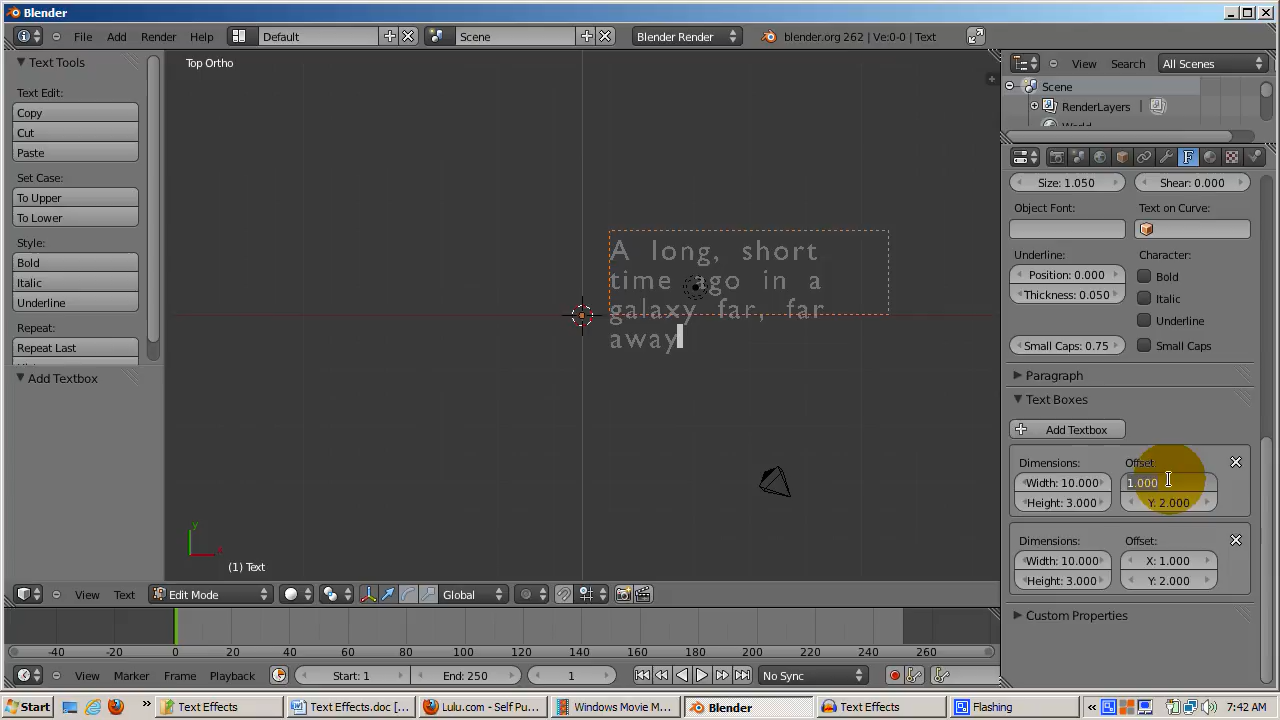 Blender
File Add Render Help Default Scene Blender Render blender.org 262 | Ve:0-0 | Text
Text Tools
Text Edit:
Copy
Cut
Paste
Set Case:
To Upper
To Lower
Style:
Bold
Italic
Underline
Repeat:
Repeat Last
Add Textbox
Top Ortho
A long, short
time ago in a
galaxy far, far
away
y
(1) Text
View Text Edit Mode Global
View Search All Scenes
Scene
RenderLayers
F
Size: 1.050 Shear: 0.000
Object Font: Text on Curve:
Underline: Character:
Position: 0.000 Bold
Thickness: 0.050 Italic
Underline
Small Caps: 0.75 Small Caps
Paragraph
Text Boxes
Add Textbox
Dimensions: Offset:
Width: 10.000 1.000
Height: 3.000 Y: 2.000
Dimensions: Offset:
Width: 10.000 X: 1.000
Height: 3.000 Y: 2.000
Custom Properties
-40 -20 0 20 40 60 80 100 120 140 160 180 200 220 240 260
View Marker Frame Playback Start: 1 End: 250 1 No Sync
Start » Text Effects Text Effects.doc [... Lulu.com - Self Pu... Windows Movie M... Blender TextEffects Flashing 7:42 AM